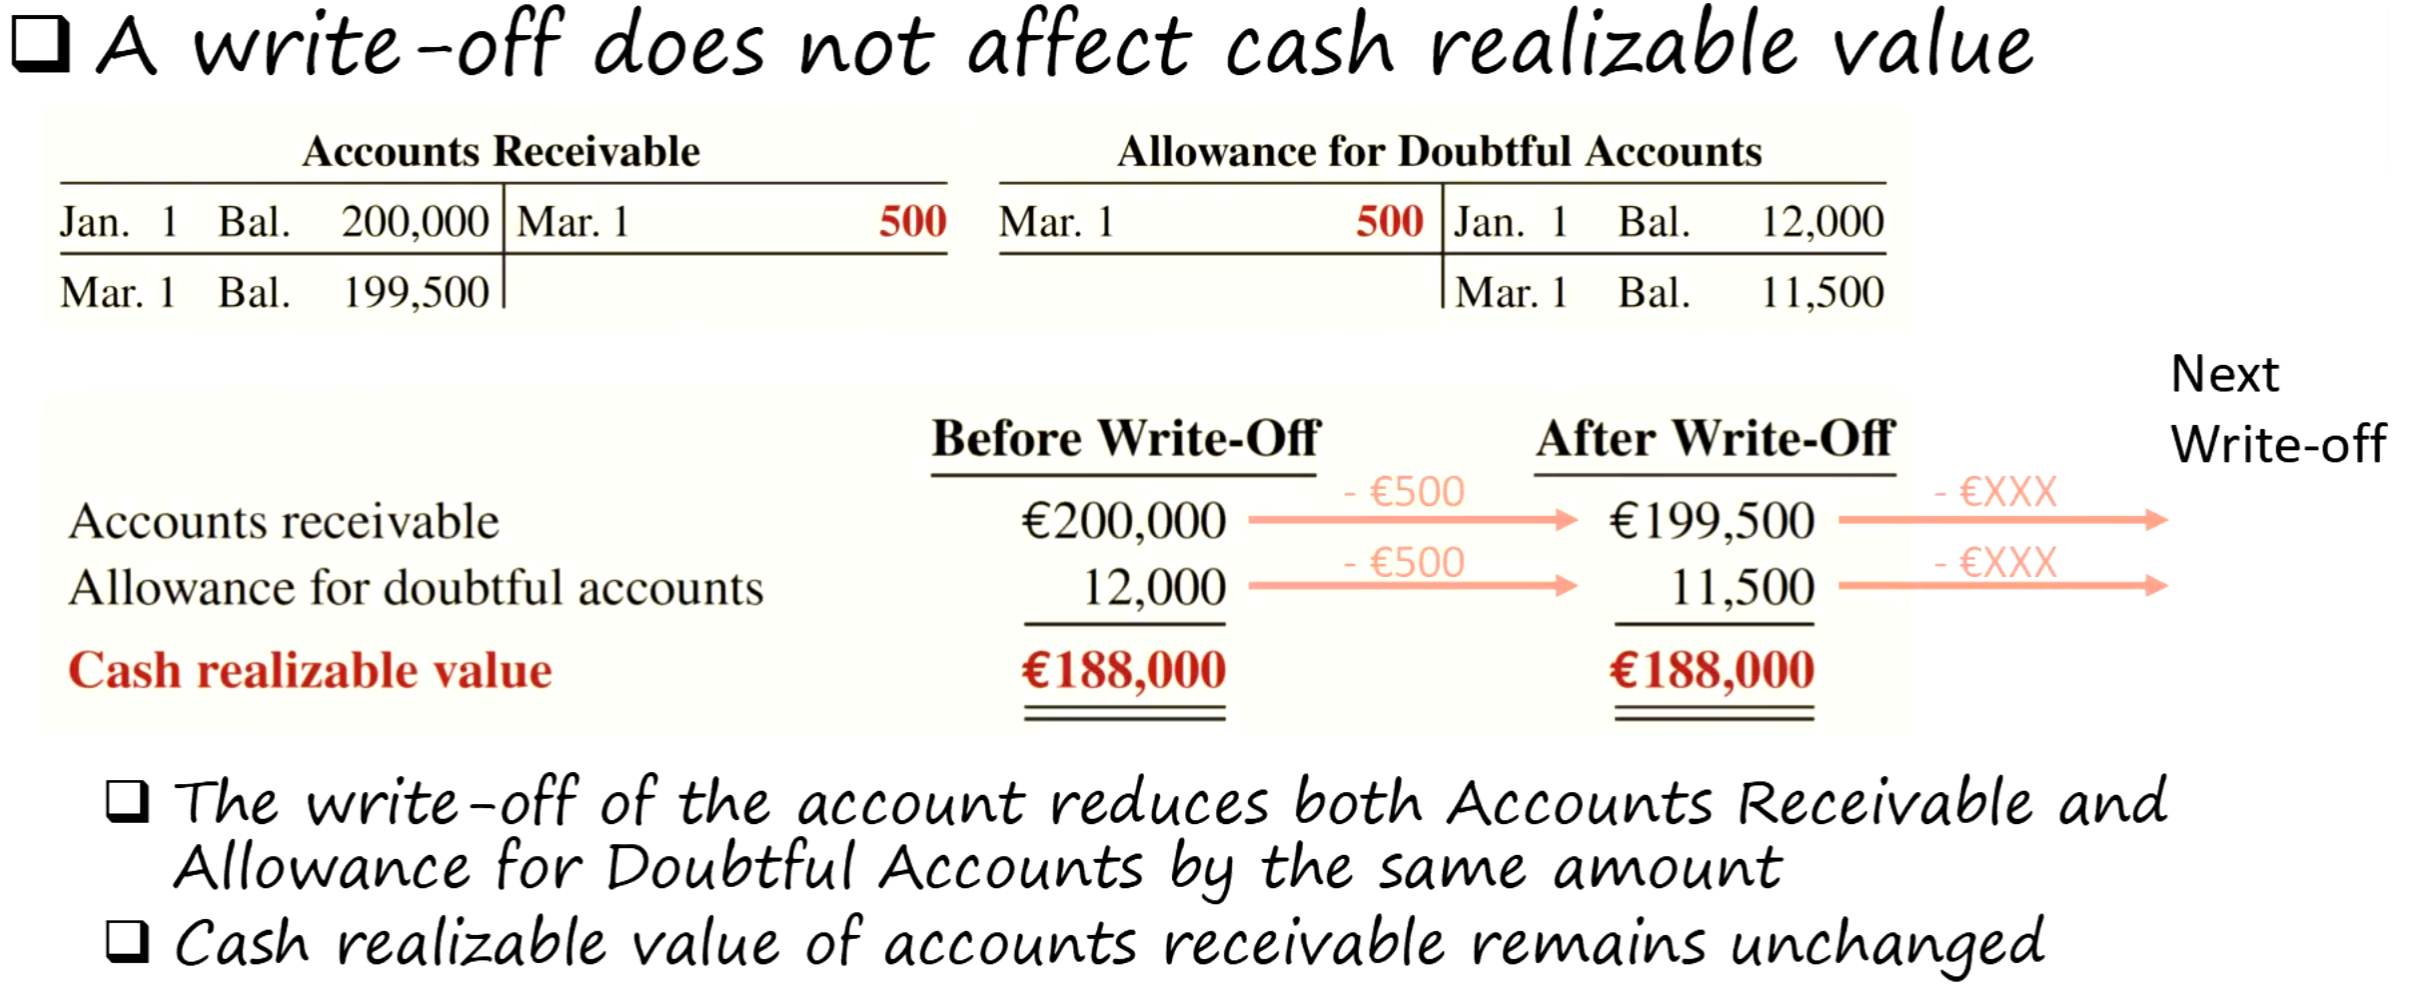 A write-off does not affect cash realizable value
Accounts Receivable
Jan. 1 Bal. 200,000 Mar. 1 500
Mar. 1 Bal. 199,500
Allowance for Doubtful Accounts
Mar. 1 500 Jan. 1 Bal. 12,000
Mar. 1 Bal. 11,500
Next
Write-off
Before Write-Off After Write-Off
- €500 - €XXX
Accounts receivable €200,000 €199,500
- €500 - €XXX
Allowance for doubtful accounts 12,000 11,500
Cash realizable value €188,000 €188,000
The write-off of the account reduces both Accounts Receivable and
Allowance for Doubtful Accounts by the same amount
Cash realizable value of accounts receivable remains unchanged